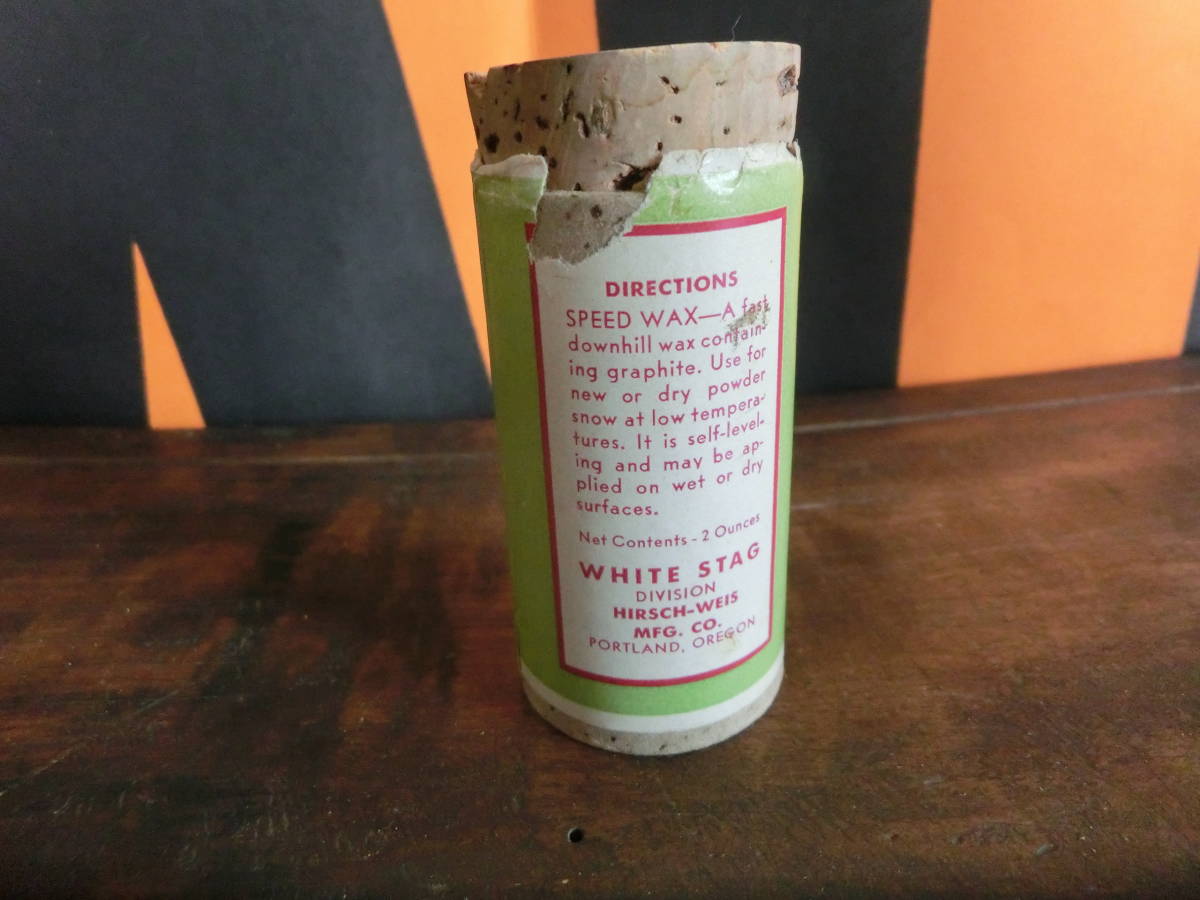 DIRECTIONS
SPEED WAX—A fast
downhill wax contain-
ing graphite. Use for
new or dry powder
snow at low tempera-
tures. It is self-level-
ing and may be ap-
plied on wet or dry
surfaces.
Net Contents - 2 Ounces
WHITE STAG
DIVISION
HIRSCH-WEIS
MFG. CO.
PORTLAND, OREGON